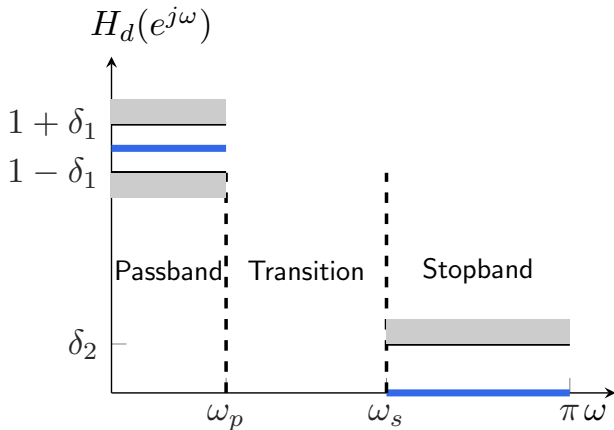 H_d(e^{jω})
1 + δ_1
1 − δ_1
Passband Transition Stopband
δ_2
ω_p ω_s π ω